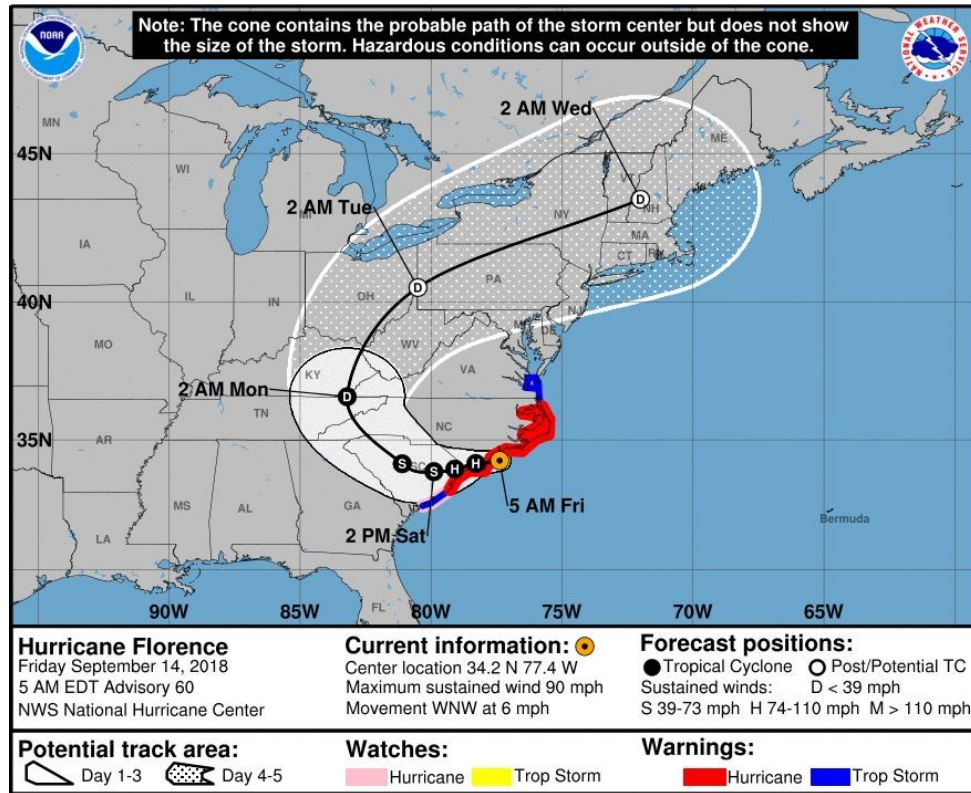 Note: The cone contains the probable path of the storm center but does not show
the size of the storm. Hazardous conditions can occur outside of the cone.
NOAA
NATIONAL WEATHER SERVICE
2 AM Wed
2 AM Tue
2 AM Mon
2 PM Sat
5 AM Fri
45N
40N
35N
90W
85W
80W
75W
70W
65W
MN
WI
MI
IA
IL
IN
OH
MO
KY
WV
VA
PA
NY
VT
NH
ME
MA
CT
RI
NJ
DE
MD
TN
NC
SC
AR
MS
AL
GA
LA
FL
Bermuda
D
D
D
S
S
H
H
Hurricane Florence
Friday September 14, 2018
5 AM EDT Advisory 60
NWS National Hurricane Center
Current information:
Center location 34.2 N 77.4 W
Maximum sustained wind 90 mph
Movement WNW at 6 mph
Forecast positions:
Tropical Cyclone Post/Potential TC
Sustained winds: D < 39 mph
S 39-73 mph H 74-110 mph M > 110 mph
Potential track area:
Day 1-3 Day 4-5
Watches:
Hurricane Trop Storm
Warnings:
Hurricane Trop Storm